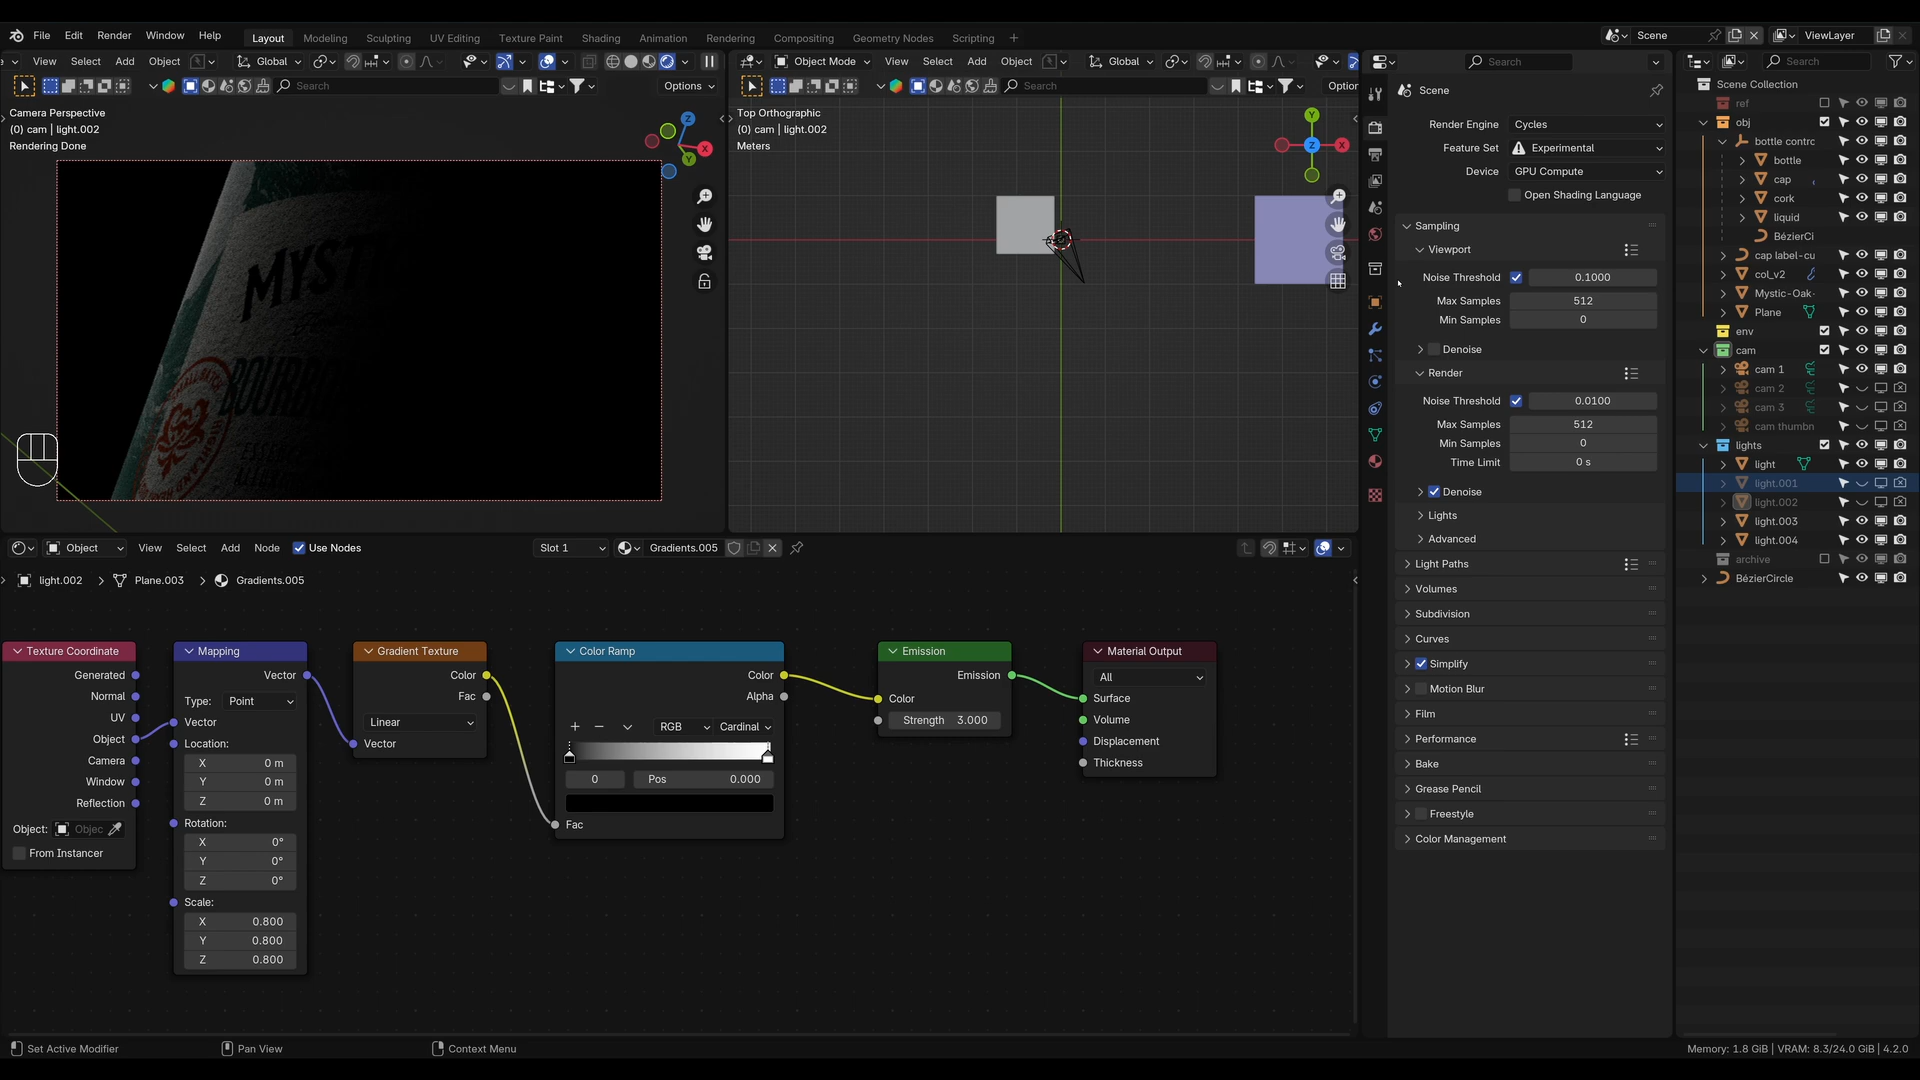 File Edit Render Window Help Layout Modeling Sculpting UV Editing Texture Paint Shading Animation Rendering Compositing Geometry Nodes Scripting + Scene ViewLayer
View Select Add Object Global
Search Options
Camera Perspective
(0) cam | light.002
Rendering Done
MYST
BOURB
Object Mode View Select Add Object Global
Search Option
Top Orthographic
(0) cam | light.002
Meters
Z
X
Y
Y
Z
X
Object View Select Add Node Use Nodes Slot 1 Gradients.005
light.002 > Plane.003 > Gradients.005
Texture Coordinate
Generated
Normal
UV
Object
Camera
Window
Reflection
Object: Objec
From Instancer
Mapping
Vector
Type: Point
Vector
Location:
X 0 m
Y 0 m
Z 0 m
Rotation:
X 0°
Y 0°
Z 0°
Scale:
X 0.800
Y 0.800
Z 0.800
Gradient Texture
Color
Fac
Linear
Vector
Color Ramp
Color
Alpha
RGB Cardinal
0 Pos 0.000
Fac
Emission
Emission
Color
Strength 3.000
Material Output
All
Surface
Volume
Displacement
Thickness
Search
Scene
Render Engine Cycles
Feature Set Experimental
Device GPU Compute
Open Shading Language
Sampling
Viewport
Noise Threshold 0.1000
Max Samples 512
Min Samples 0
Denoise
Render
Noise Threshold 0.0100
Max Samples 512
Min Samples 0
Time Limit 0 s
Denoise
Lights
Advanced
Light Paths
Volumes
Subdivision
Curves
Simplify
Motion Blur
Film
Performance
Bake
Grease Pencil
Freestyle
Color Management
Search
Scene Collection
ref
obj
bottle contrc
bottle
cap
cork
liquid
BézierCi
cap label-cu
col_v2
Mystic-Oak-
Plane
env
cam
cam 1
cam 2
cam 3
cam thumbn
lights
light
light.001
light.002
light.003
light.004
archive
BézierCircle
Set Active Modifier Pan View Context Menu Memory: 1.8 GiB | VRAM: 8.3/24.0 GiB | 4.2.0